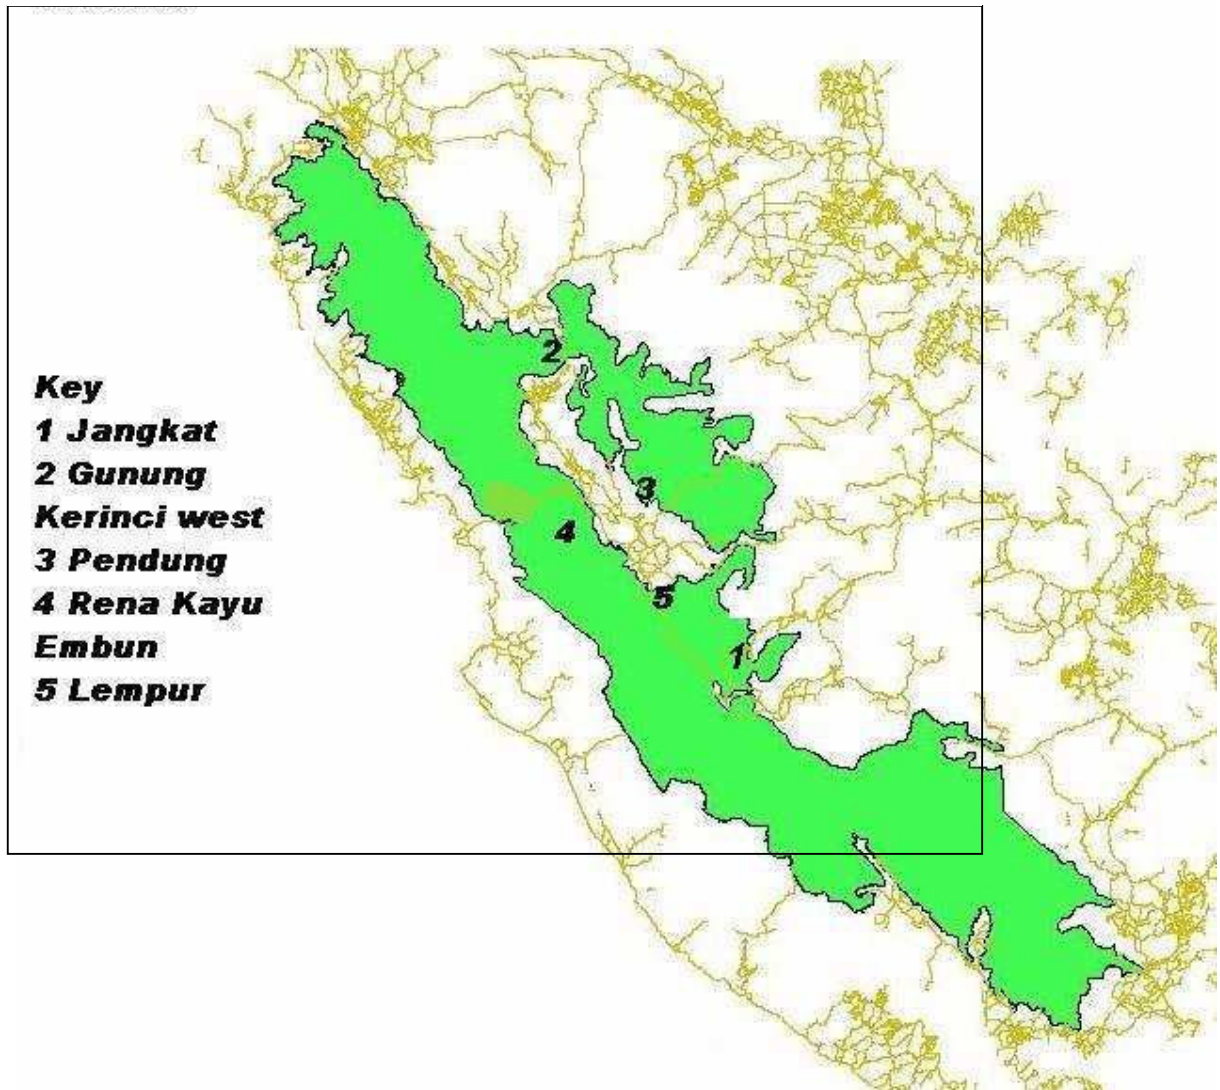 Key
1 Jangkat
2 Gunung
Kerinci west
3 Pendung
4 Rena Kayu
Embun
5 Lempur
2
3
4
5
1